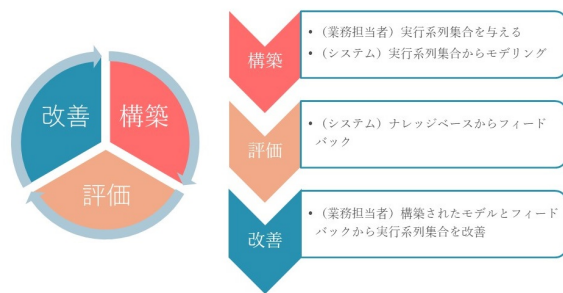 改善
構築
評価
構築
• （業務担当者）実行系列集合を与える
• （システム）実行系列集合からモデリング
評価
• （システム）ナレッジベースからフィード
バック
改善
• （業務担当者）構築されたモデルとフィード
バックから実行系列集合を改善